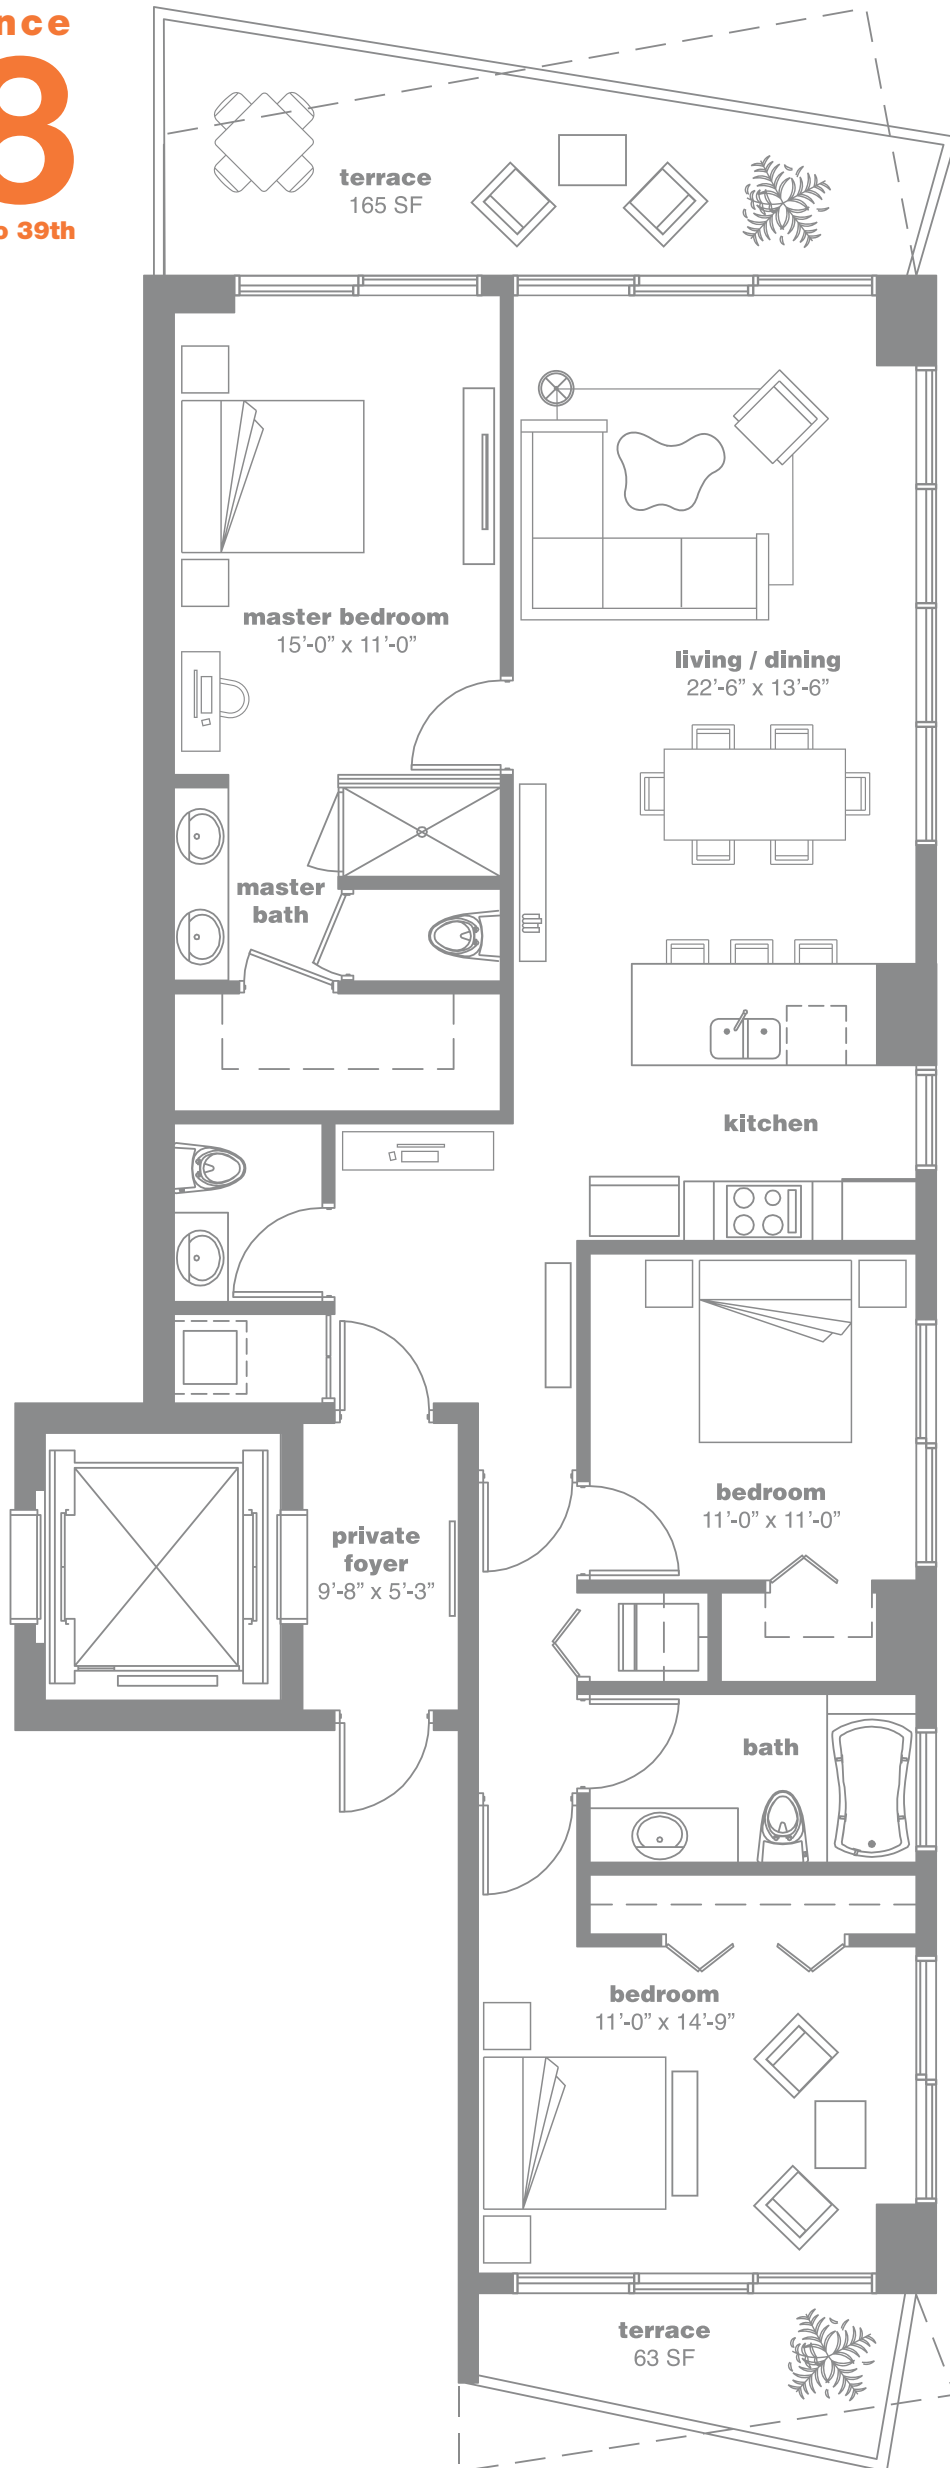 nce
8
o 39th
terrace
165 SF
master bedroom
15'-0” x 11'-0”
living / dining
22'-6” x 13'-6”
master
bath
kitchen
bedroom
11'-0” x 11'-0”
private
foyer
9'-8” x 5'-3”
bath
bedroom
11'-0” x 14'-9”
terrace
63 SF